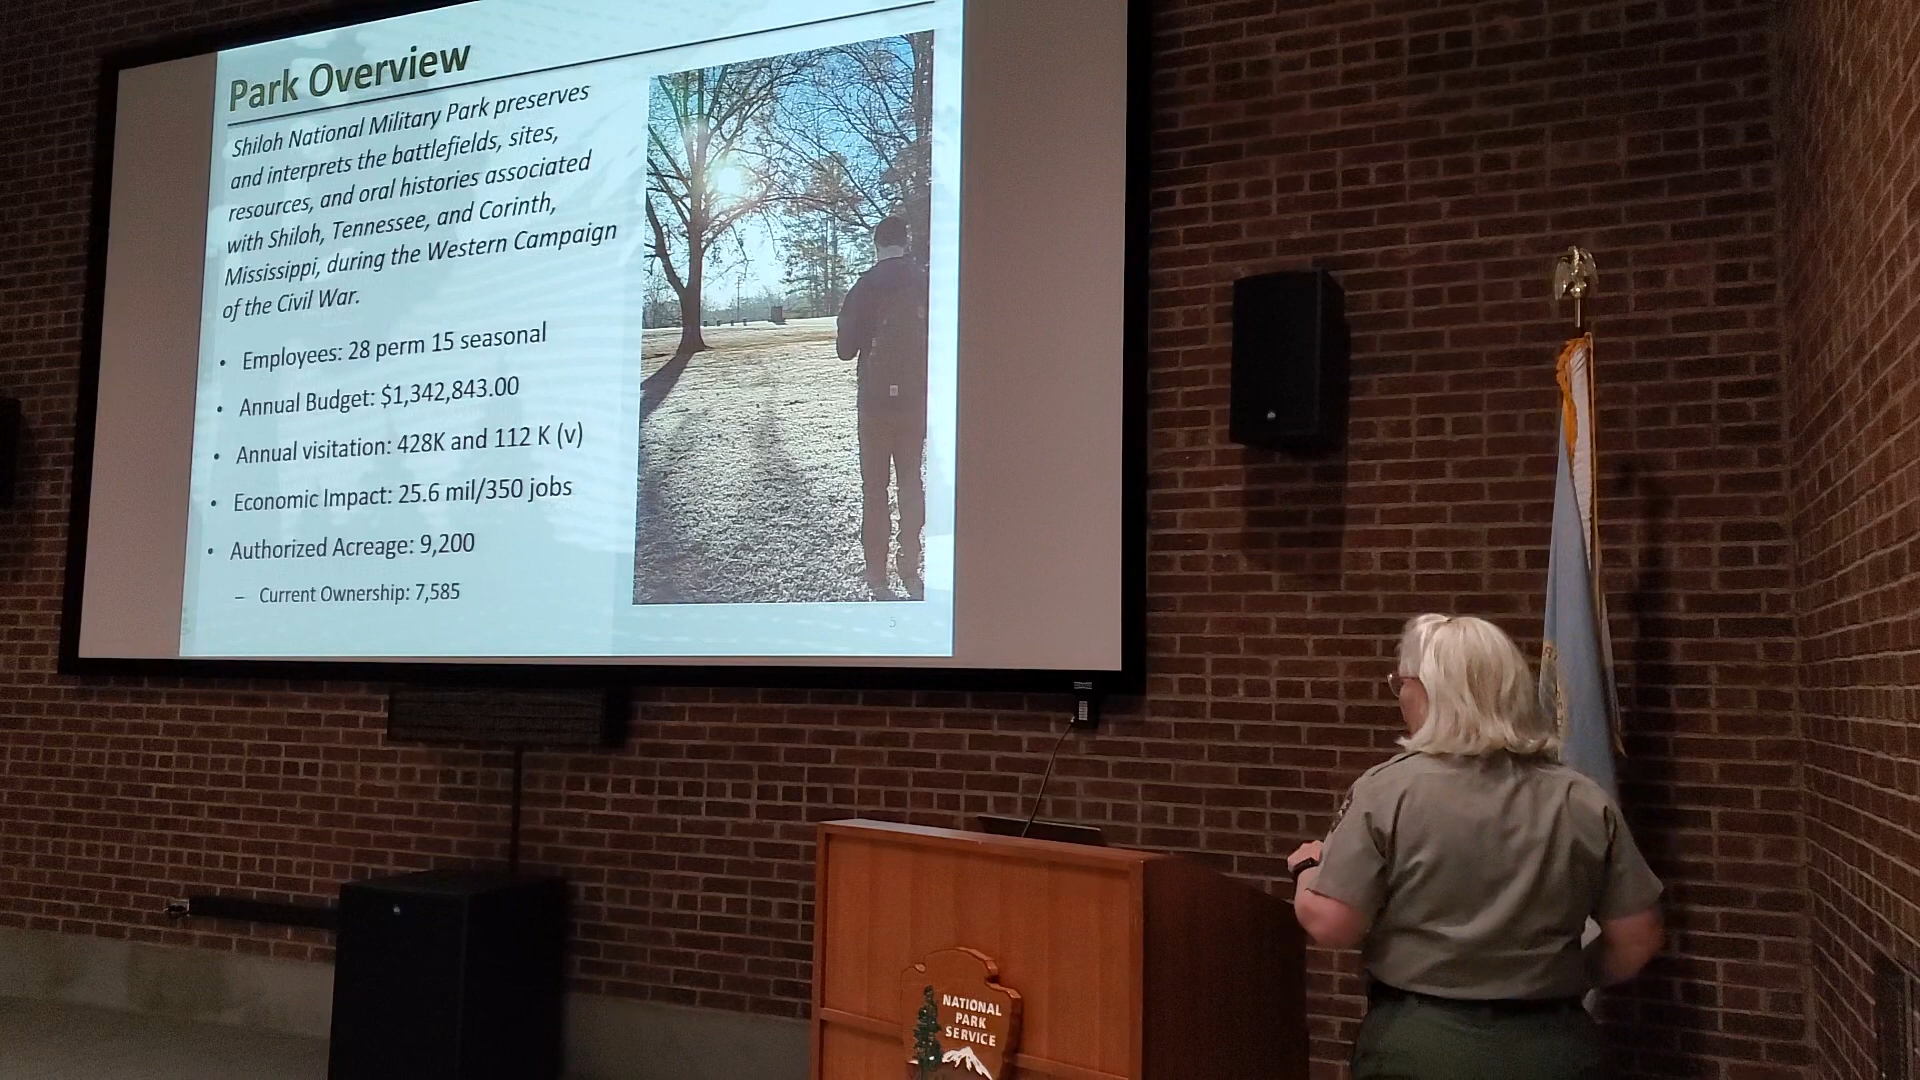 Park Overview
Shiloh National Military Park preserves
and interprets the battlefields, sites,
resources, and oral histories associated
with Shiloh, Tennessee, and Corinth,
Mississippi, during the Western Campaign
of the Civil War.
• Employees: 28 perm 15 seasonal
• Annual Budget: $1,342,843.00
• Annual visitation: 428K and 112 K (v)
• Economic Impact: 25.6 mil/350 jobs
• Authorized Acreage: 9,200
– Current Ownership: 7,585
5
NATIONAL
PARK
SERVICE